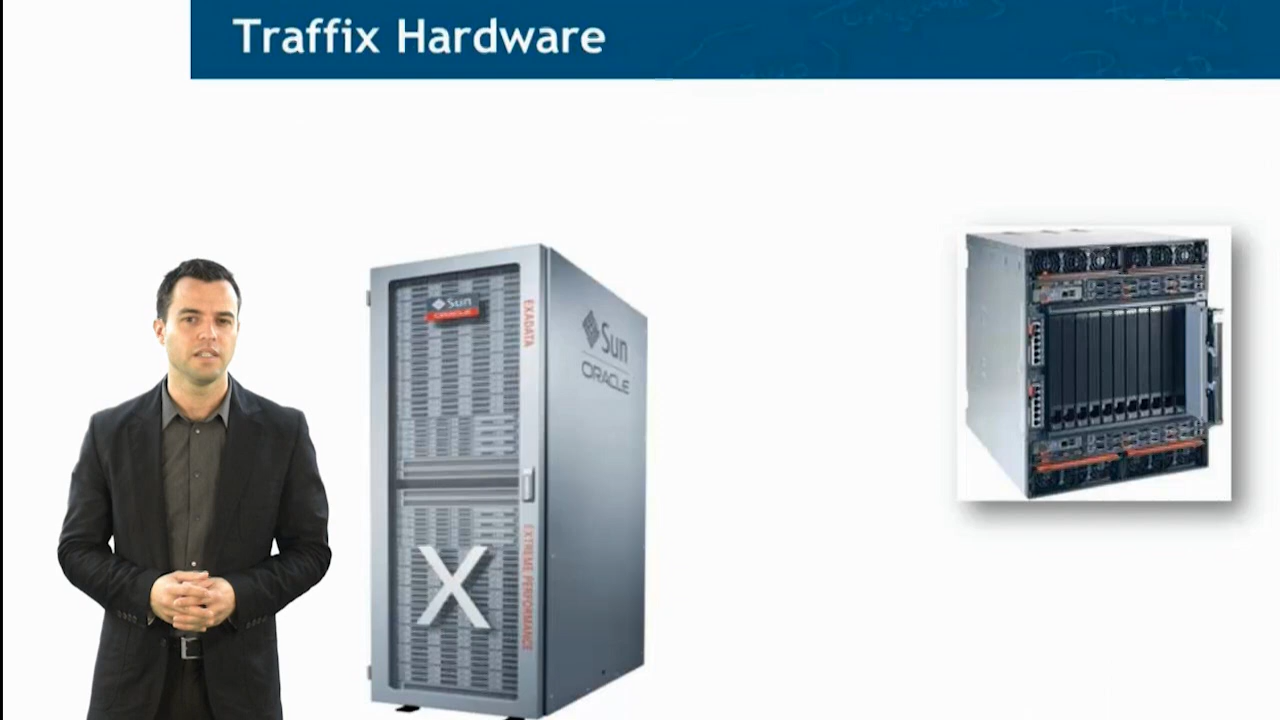 Traffix Hardware
Sun
ORACLE
EXADATA
Sun
ORACLE
X
EXTREME PERFORMANCE